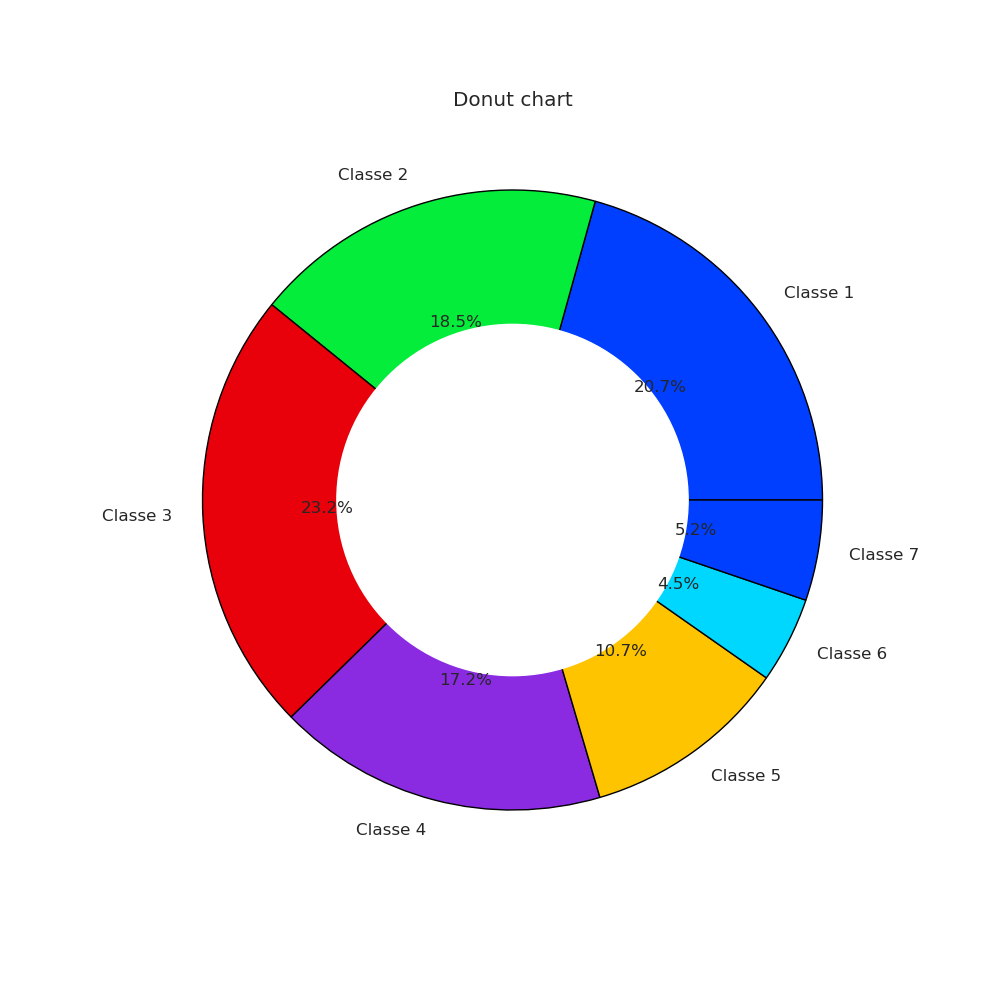 Donut chart
Classe 1
20.7%
Classe 2
18.5%
Classe 3
23.2%
Classe 4
17.2%
Classe 5
10.7%
Classe 6
4.5%
Classe 7
5.2%